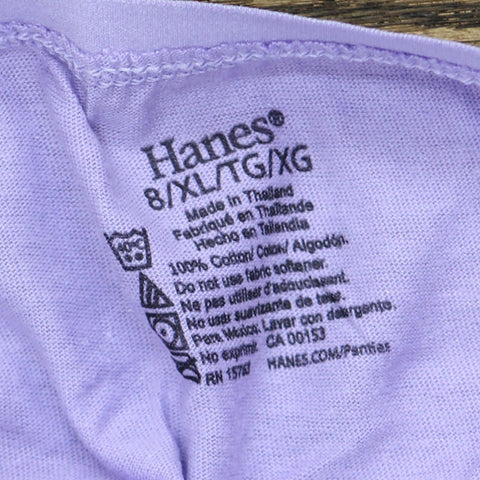 Hanes®
8/XL/TG/XG
Made in Thailand
Fabriqué en Thaïlande
Hecho en Tailandia
40°C
100% Cotton/ Coton/ Algodón.
Do not use fabric softener.
Ne pas utiliser d'adoucissant.
No usar suavizante de telas.
Para México: Lavar con detergente.
No exprimir. CA 00153
RN 15763 HANES.COM/Panties